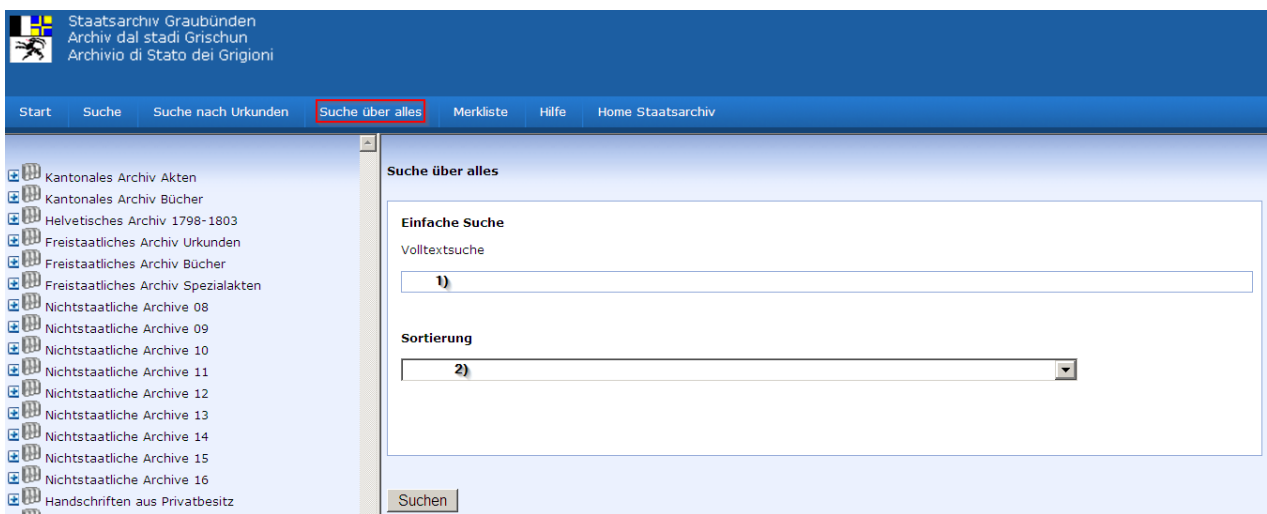 Staatsarchiv Graubünden
Archiv dal stadi Grischun
Archivio di Stato dei Grigioni
Start Suche Suche nach Urkunden Suche über alles Merkliste Hilfe Home Staatsarchiv
Kantonales Archiv Akten
Kantonales Archiv Bücher
Helvetisches Archiv 1798-1803
Freistaatliches Archiv Urkunden
Freistaatliches Archiv Bücher
Freistaatliches Archiv Spezialakten
Nichtstaatliche Archive 08
Nichtstaatliche Archive 09
Nichtstaatliche Archive 10
Nichtstaatliche Archive 11
Nichtstaatliche Archive 12
Nichtstaatliche Archive 13
Nichtstaatliche Archive 14
Nichtstaatliche Archive 15
Nichtstaatliche Archive 16
Handschriften aus Privatbesitz
Suche über alles
Einfache Suche
Volltextsuche
1)
Sortierung
2)
Suchen